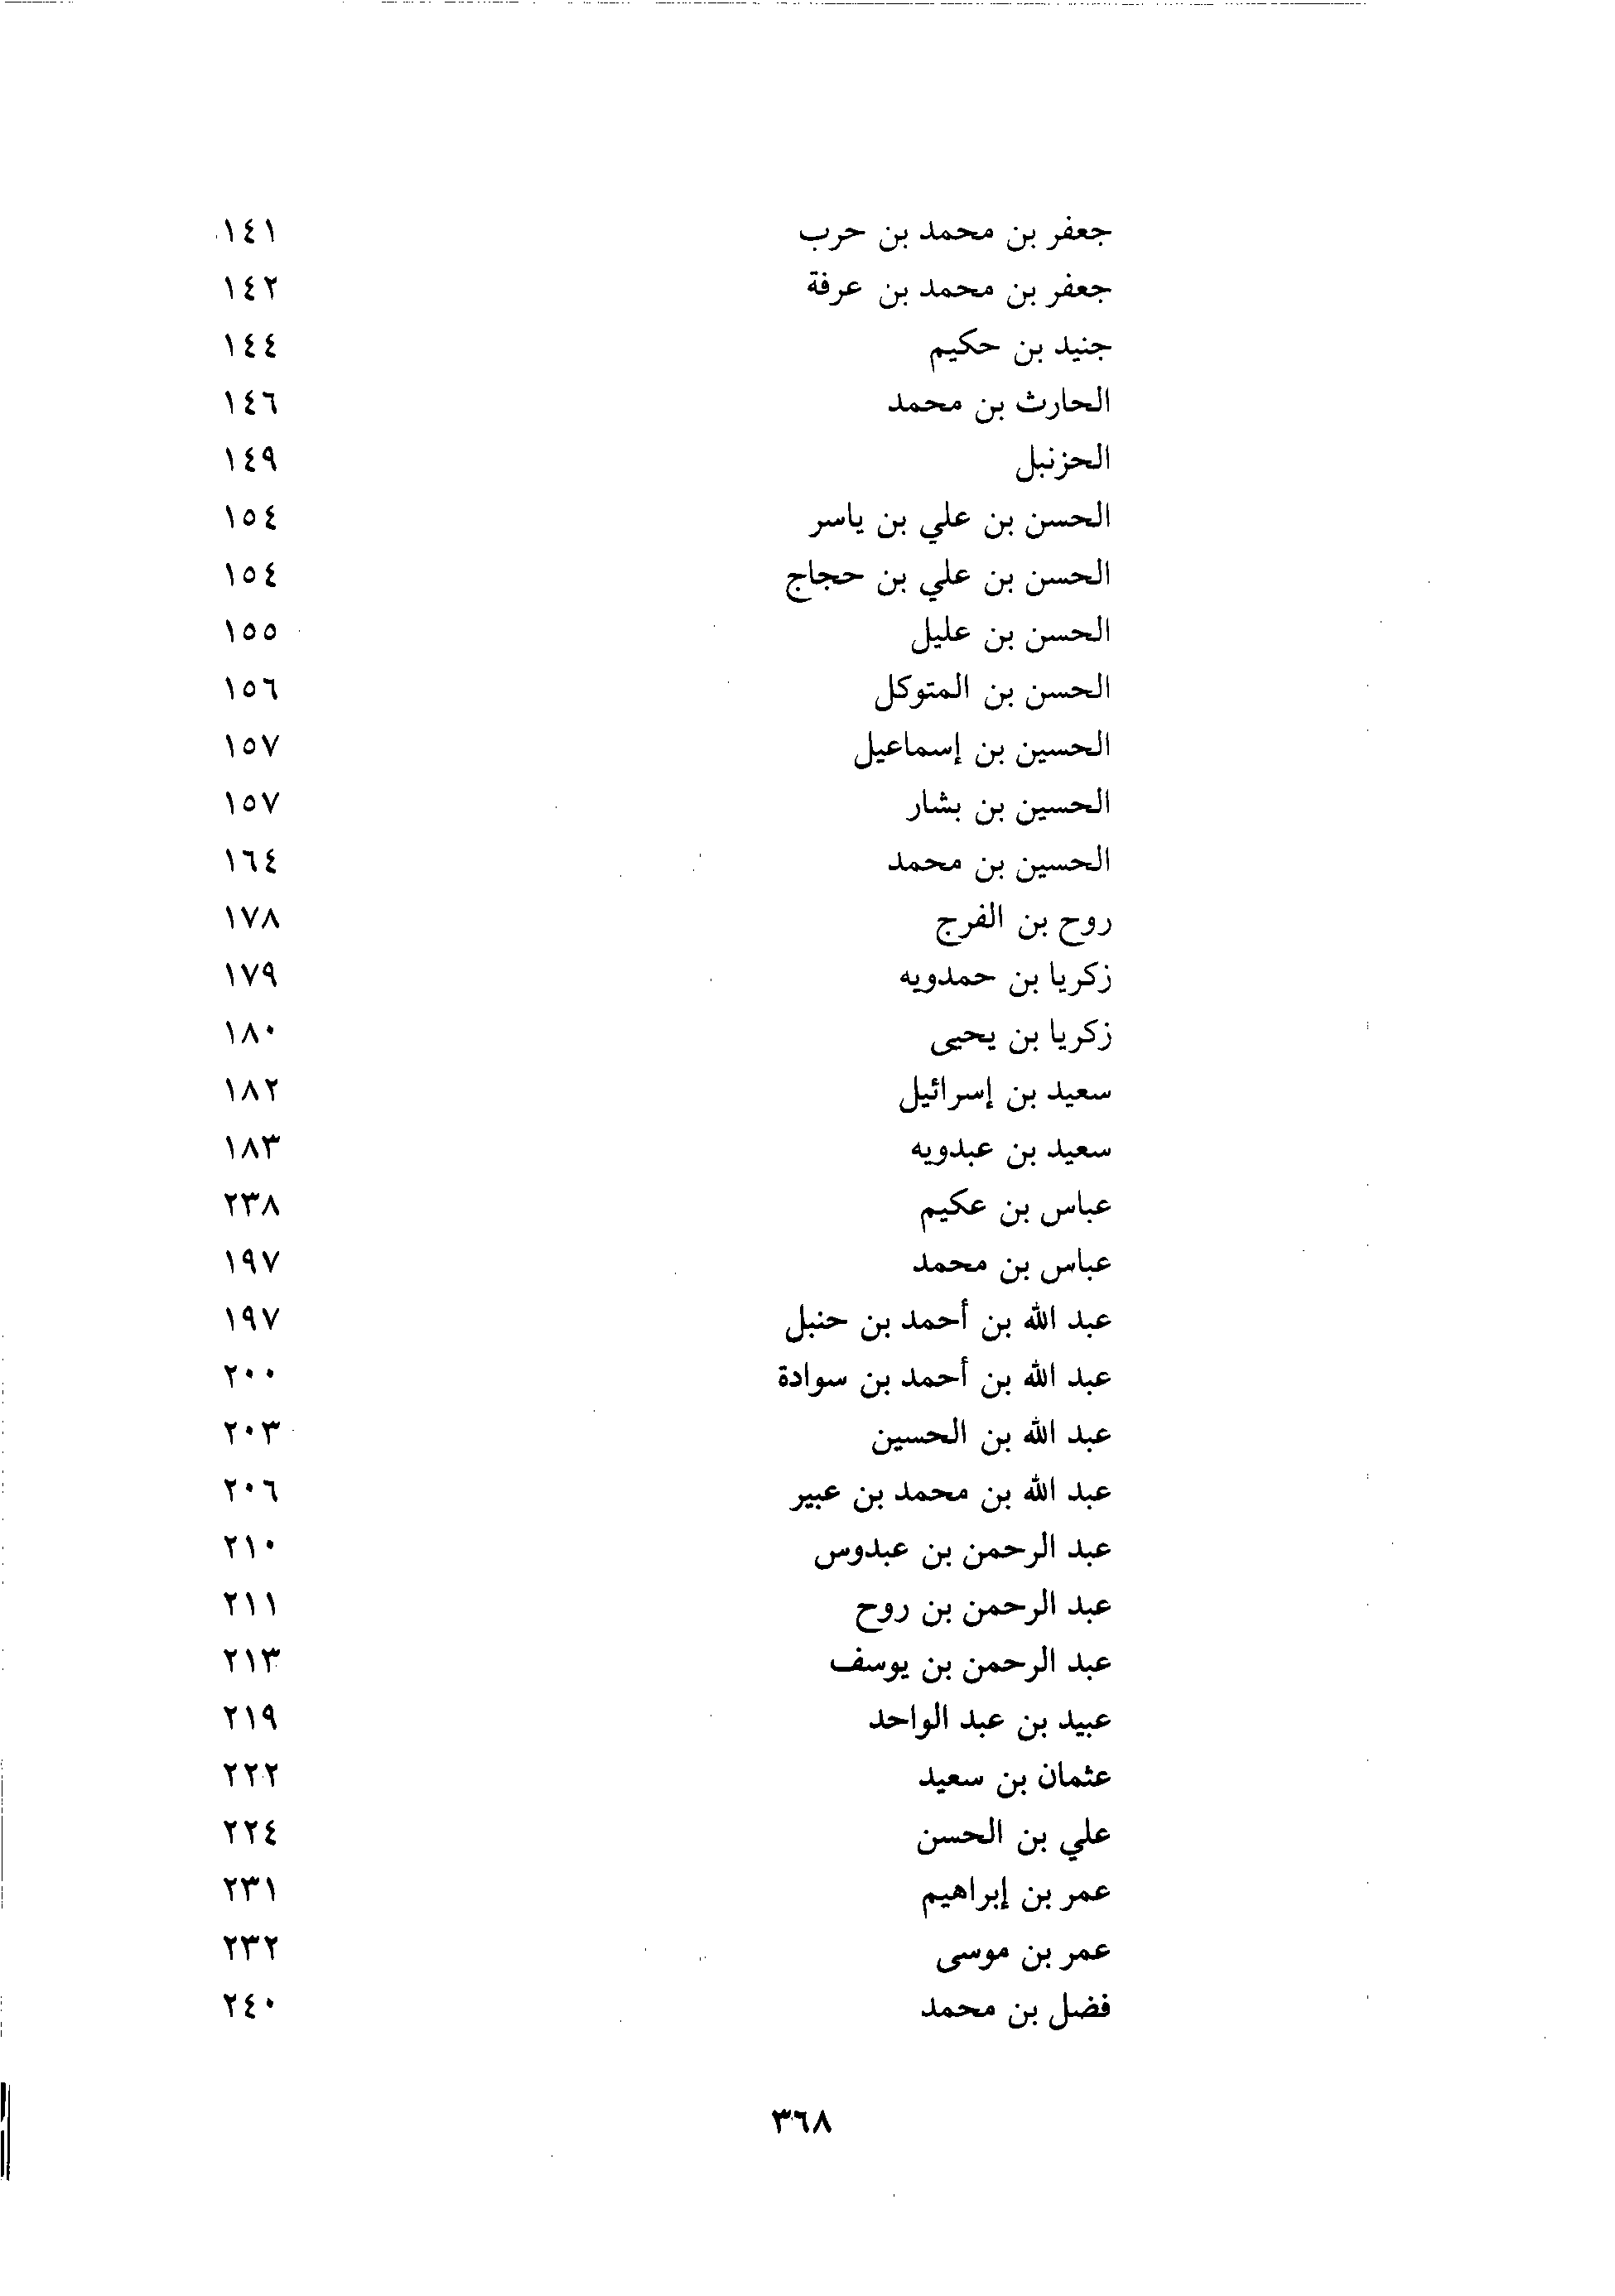 جعفر بن محمد بن حرب ١٤١
جعفر بن محمد بن عرفة ١٤٢
جنيد بن حكيم ١٤٤
الحارث بن محمد ١٤٦
الحزنبل ١٤٩
الحسن بن علي بن ياسر ١٥٤
الحسن بن علي بن حجاج ١٥٤
الحسن بن عليل ١٥٥
الحسن بن المتوكل ١٥٦
الحسين بن إسماعيل ١٥٧
الحسين بن بشار ١٥٧
الحسين بن محمد ١٦٤
روح بن الفرج ١٧٨
زكريا بن حمدويه ١٧٩
زكريا بن يحيى ١٨٠
سعيد بن إسرائيل ١٨٢
سعيد بن عبدويه ١٨٣
عباس بن عكيم ٢٣٨
عباس بن محمد ١٩٧
عبد الله بن أحمد بن حنبل ١٩٧
عبد الله بن أحمد بن سوادة ٢٠٠
عبد الله بن الحسين ٢٠٣
عبد الله بن محمد بن عبير ٢٠٦
عبد الرحمن بن عبدوس ٢١٠
عبد الرحمن بن روح ٢١١
عبد الرحمن بن يوسف ٢١٣
عبيد بن عبد الواحد ٢١٩
عثمان بن سعيد ٢٢٢
علي بن الحسن ٢٢٤
عمر بن إبراهيم ٢٣١
عمر بن موسى ٢٣٢
فضل بن محمد ٢٤٠
٣٦٨